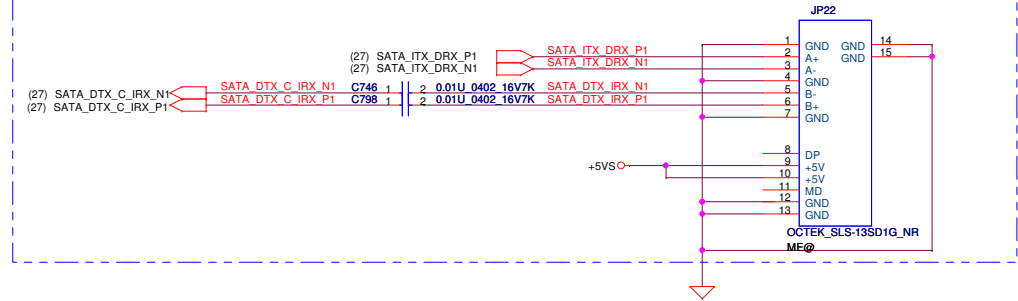 JP22
1 GND GND 14
(27) SATA_ITX_DRX_P1 SATA_ITX_DRX_P1 2 A+ GND 15
(27) SATA_ITX_DRX_N1 SATA_ITX_DRX_N1 3 A-
4 GND
(27) SATA_DTX_C_IRX_N1 SATA_DTX_C_IRX_N1 C746 1 2 0.01U_0402_16V7K SATA_DTX_IRX_N1 5 B-
(27) SATA_DTX_C_IRX_P1 SATA_DTX_C_IRX_P1 C798 1 2 0.01U_0402_16V7K SATA_DTX_IRX_P1 6 B+
7 GND
8 DP
+5VS 9 +5V
10 +5V
11 MD
12 GND
13 GND
OCTEK_SLS-13SD1G_NR
ME@